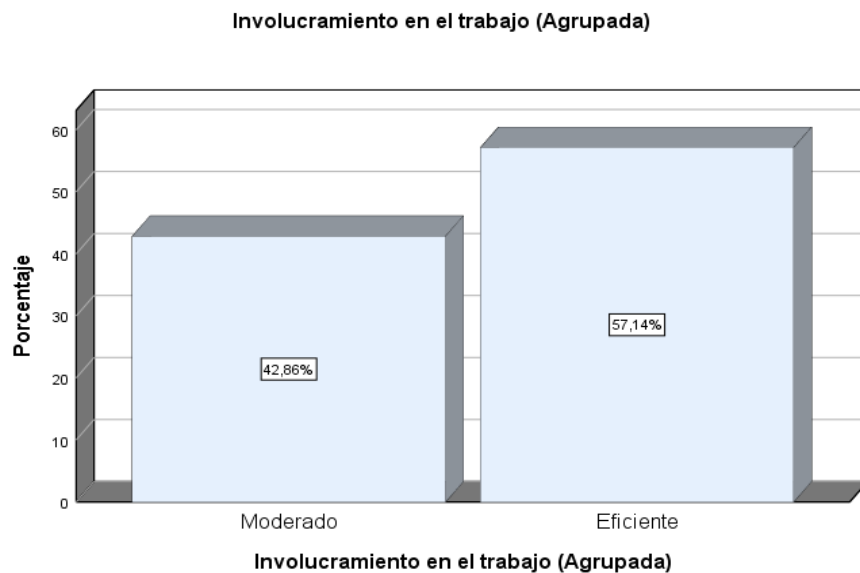 Involucramiento en el trabajo (Agrupada)
Porcentaje
60
50
40
30
20
10
0
42,86%
57,14%
Moderado
Eficiente
Involucramiento en el trabajo (Agrupada)